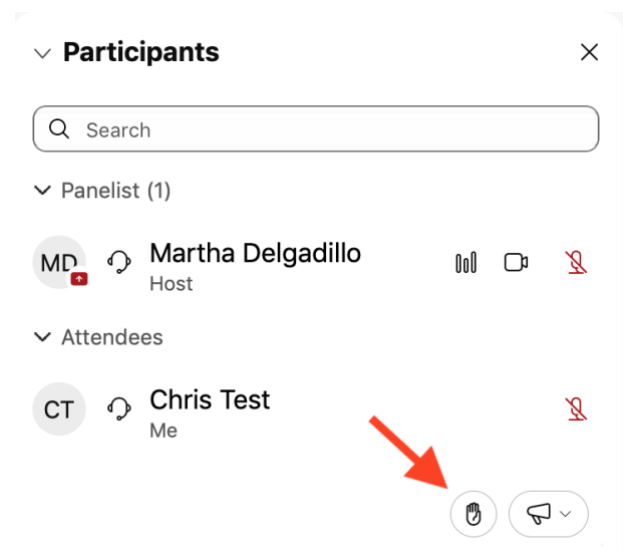 Participants
Search
Panelist (1)
MD
Martha Delgadillo
Host
Attendees
CT
Chris Test
Me